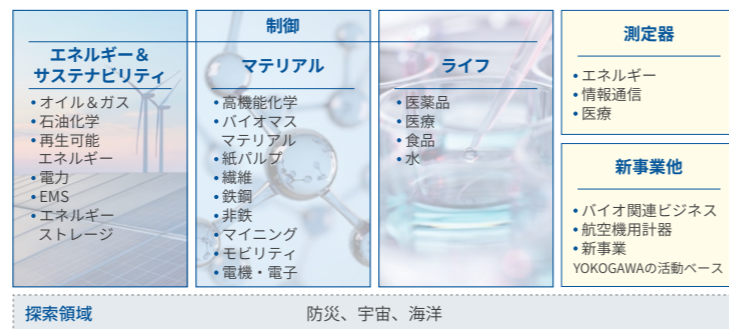 制御
エネルギー＆
サステナビリティ
• オイル＆ガス
• 石油化学
• 再生可能
エネルギー
• 電力
• EMS
• エネルギー
ストレージ
マテリアル
• 高機能化学
• バイオマス
マテリアル
• 紙パルプ
• 繊維
• 鉄鋼
• 非鉄
• マイニング
• モビリティ
• 電機・電子
ライフ
• 医薬品
• 医療
• 食品
• 水
測定器
• エネルギー
• 情報通信
• 医療
新事業他
• バイオ関連ビジネス
• 航空機用計器
• 新事業
YOKOGAWAの活動ベース
探索領域 防災、宇宙、海洋